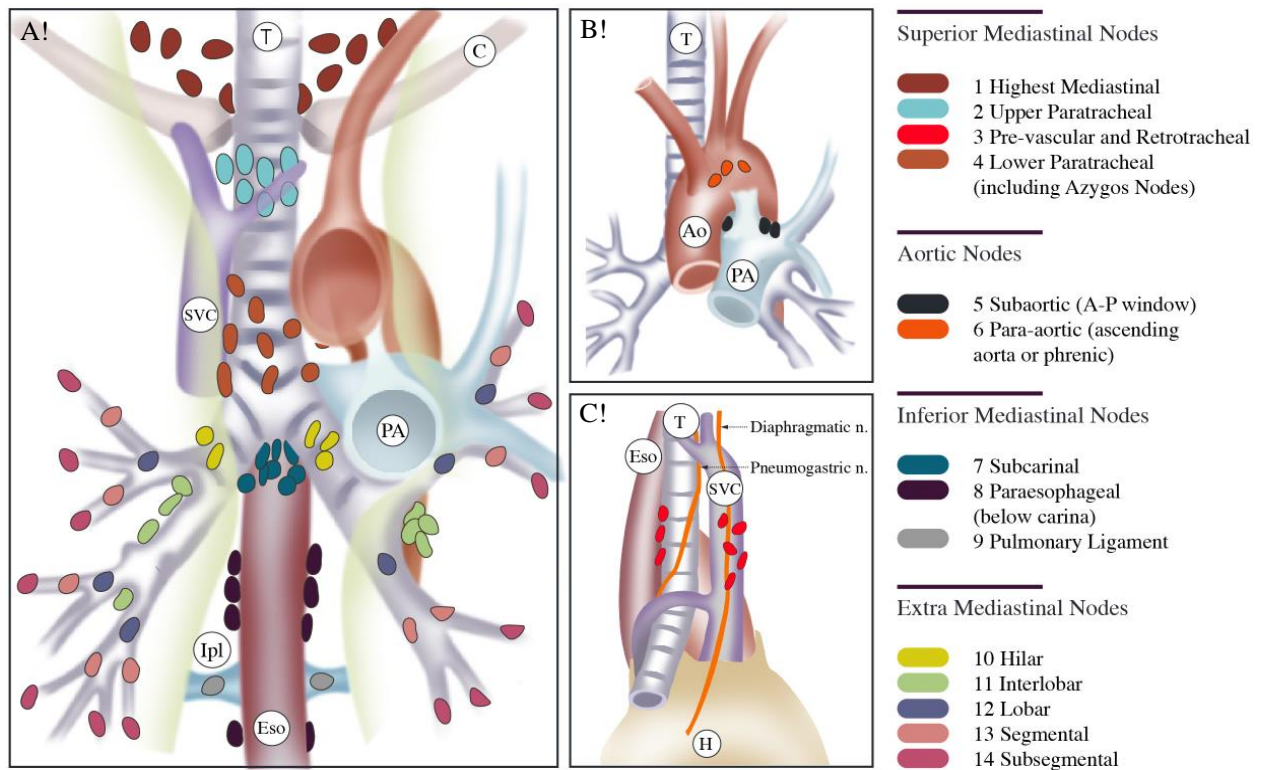 A!
T
C
SVC
PA
Ipl
Eso
B!
T
Ao
PA
C!
T
Diaphragmatic n.
Eso
Pneumogastric n.
SVC
H
Superior Mediastinal Nodes
1 Highest Mediastinal
2 Upper Paratracheal
3 Pre-vascular and Retrotracheal
4 Lower Paratracheal
(including Azygos Nodes)
Aortic Nodes
5 Subaortic (A-P window)
6 Para-aortic (ascending
aorta or phrenic)
Inferior Mediastinal Nodes
7 Subcarinal
8 Paraesophageal
(below carina)
9 Pulmonary Ligament
Extra Mediastinal Nodes
10 Hilar
11 Interlobar
12 Lobar
13 Segmental
14 Subsegmental